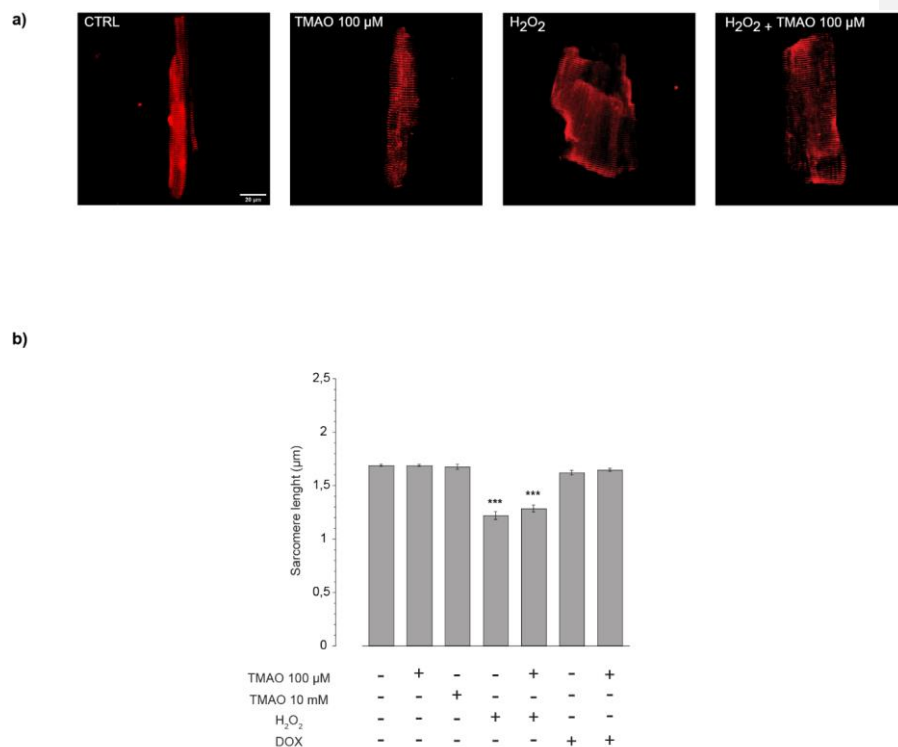 a)
CTRL
TMAO 100 µM
H₂O₂
H₂O₂ + TMAO 100 µM
20 µm
b)
Sarcomere lenght (µm)
2,5
2
1,5
1
0,5
0
*** ***
TMAO 100 µM - + - - + - +
TMAO 10 mM - - + - - - -
H₂O₂ - - - + + - -
DOX - - - - - + +